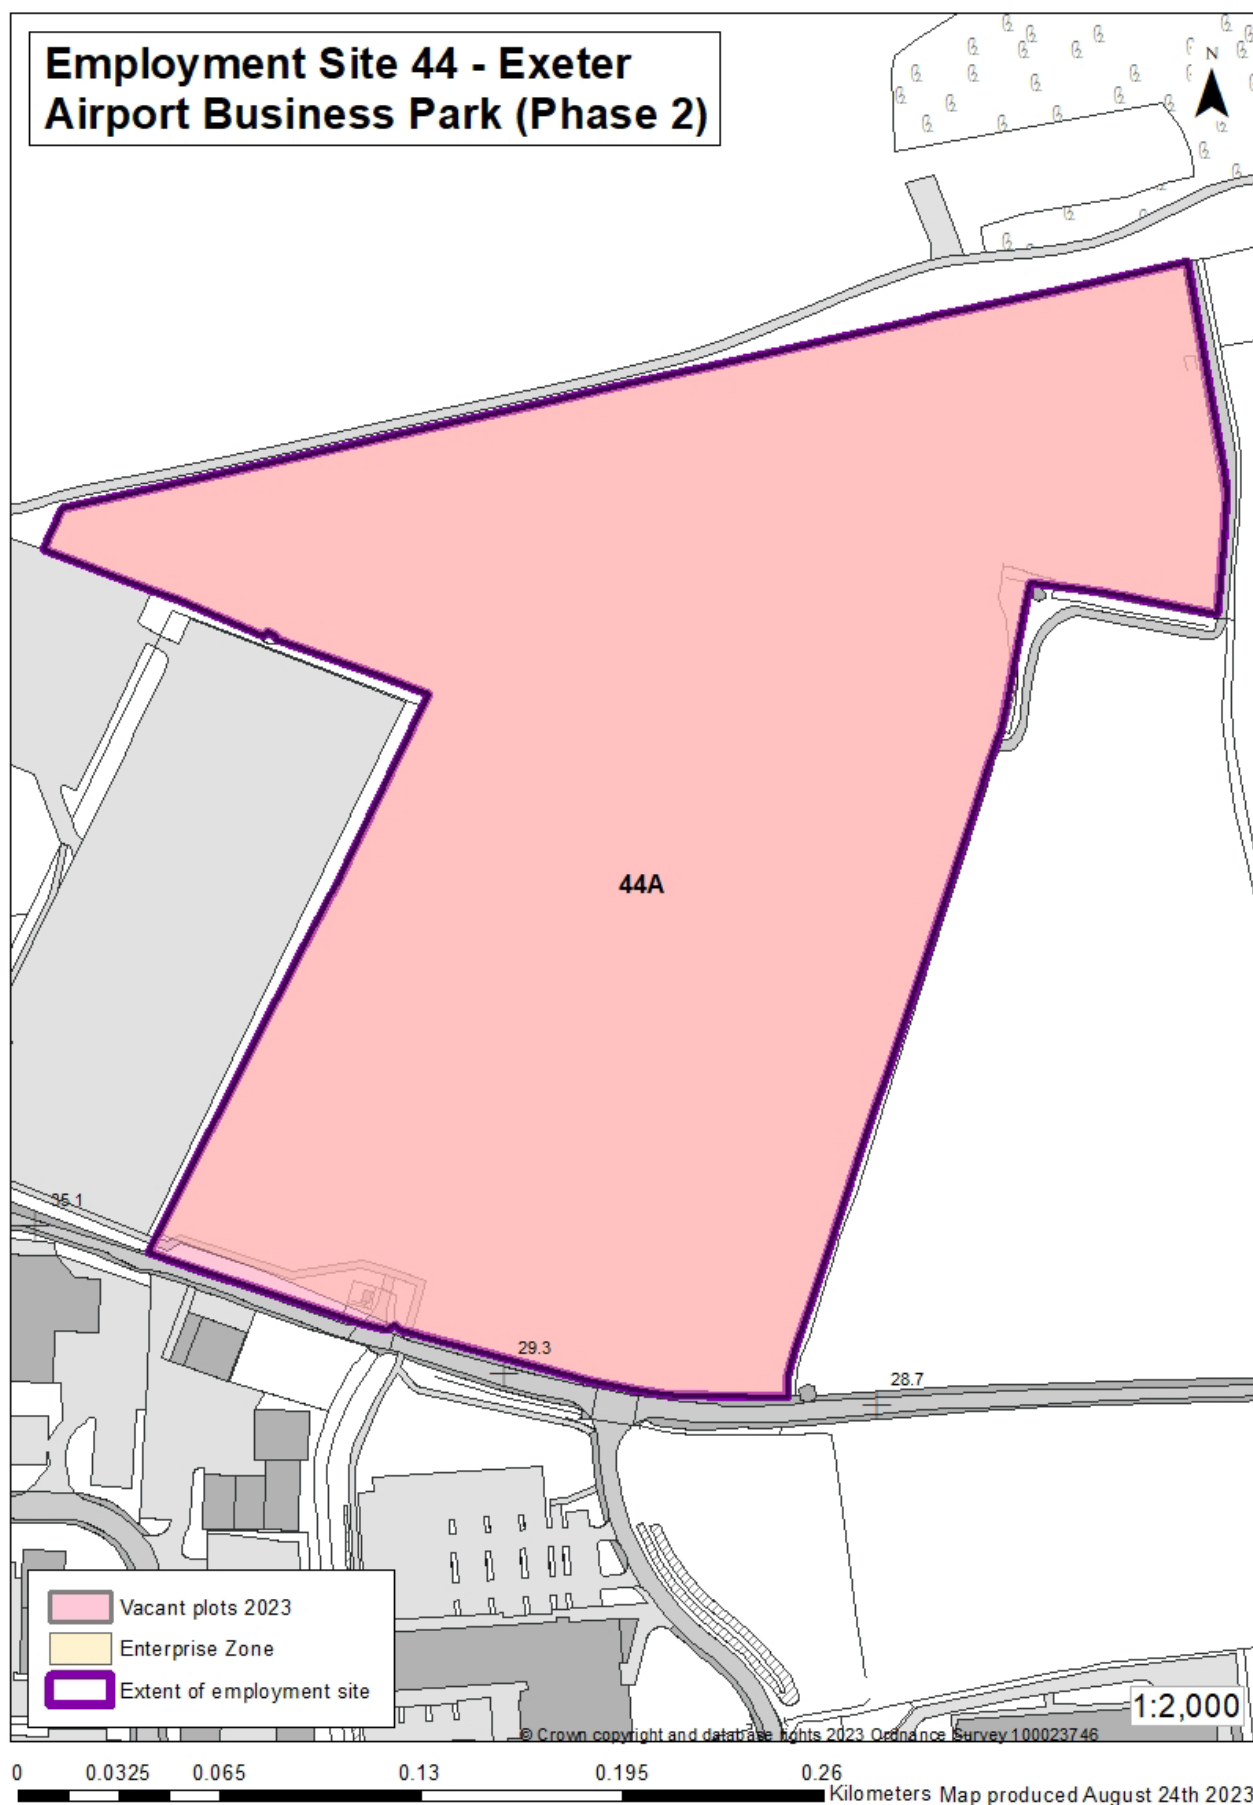 Employment Site 44 - Exeter
Airport Business Park (Phase 2)
N
44A
35.1
29.3
28.7
Vacant plots 2023
Enterprise Zone
Extent of employment site
1:2,000
© Crown copyright and database rights 2023 Ordnance Survey 100023746
0 0.0325 0.065 0.13 0.195 0.26
Kilometers Map produced August 24th 2023